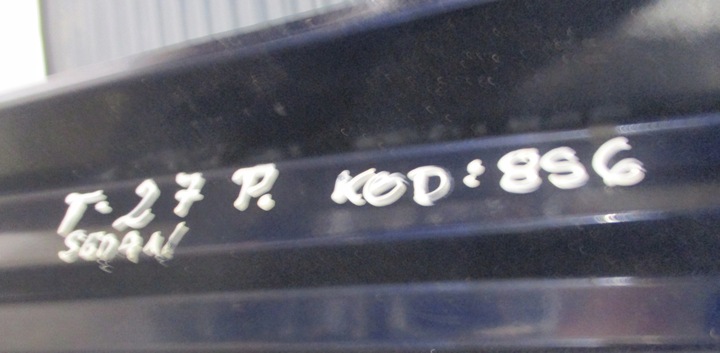 T-27 P. KOD: 8S6
SEDAN